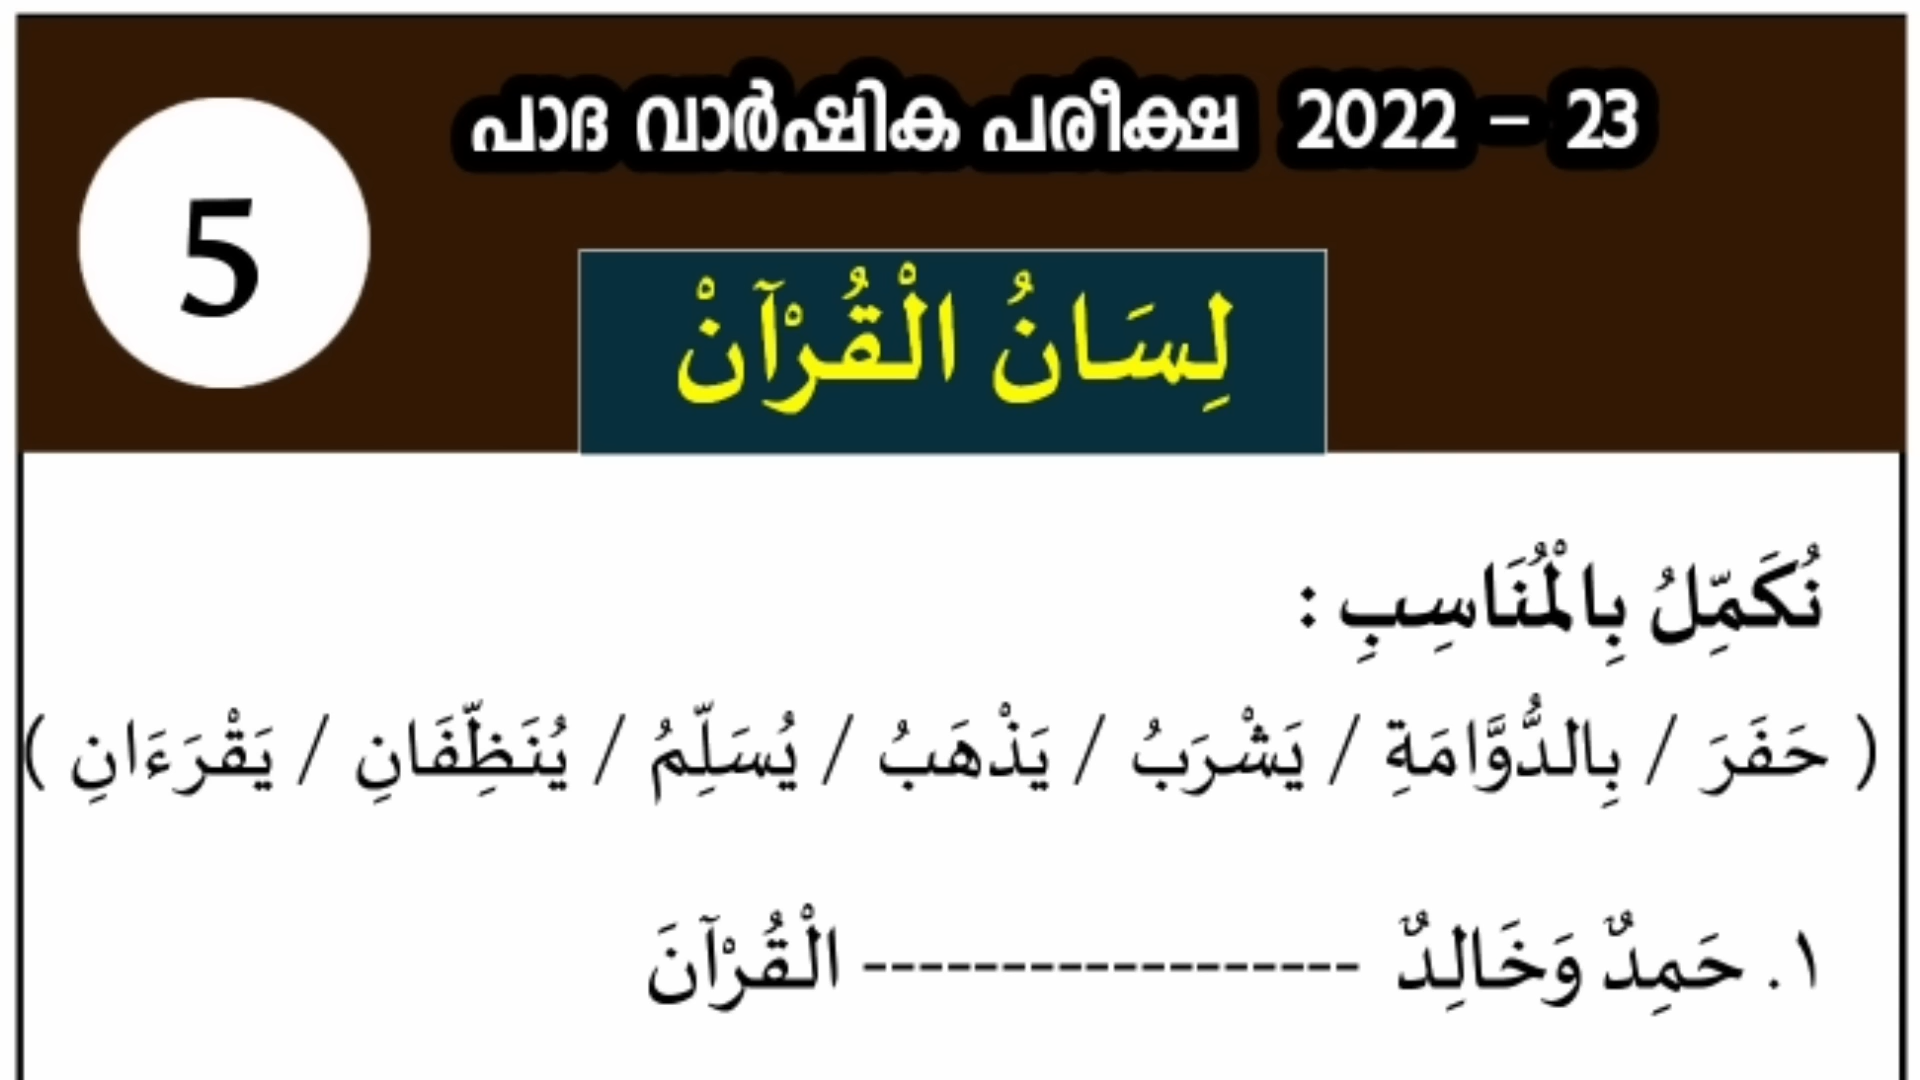 പാദ വാർഷിക പരീക്ഷ 2022 – 23
5
لِسَانُ الْقُرْآنْ
نُكَمِّلُ بِالْمُنَاسِبِ :
( حَفَرَ / بِالدُّوَّامَةِ / يَشْرَبُ / يَذْهَبُ / يُسَلِّمُ / يُنَظِّفَانِ / يَقْرَءَانِ )
١. حَمِدٌ وَخَالِدٌ ------------------ الْقُرْآنَ